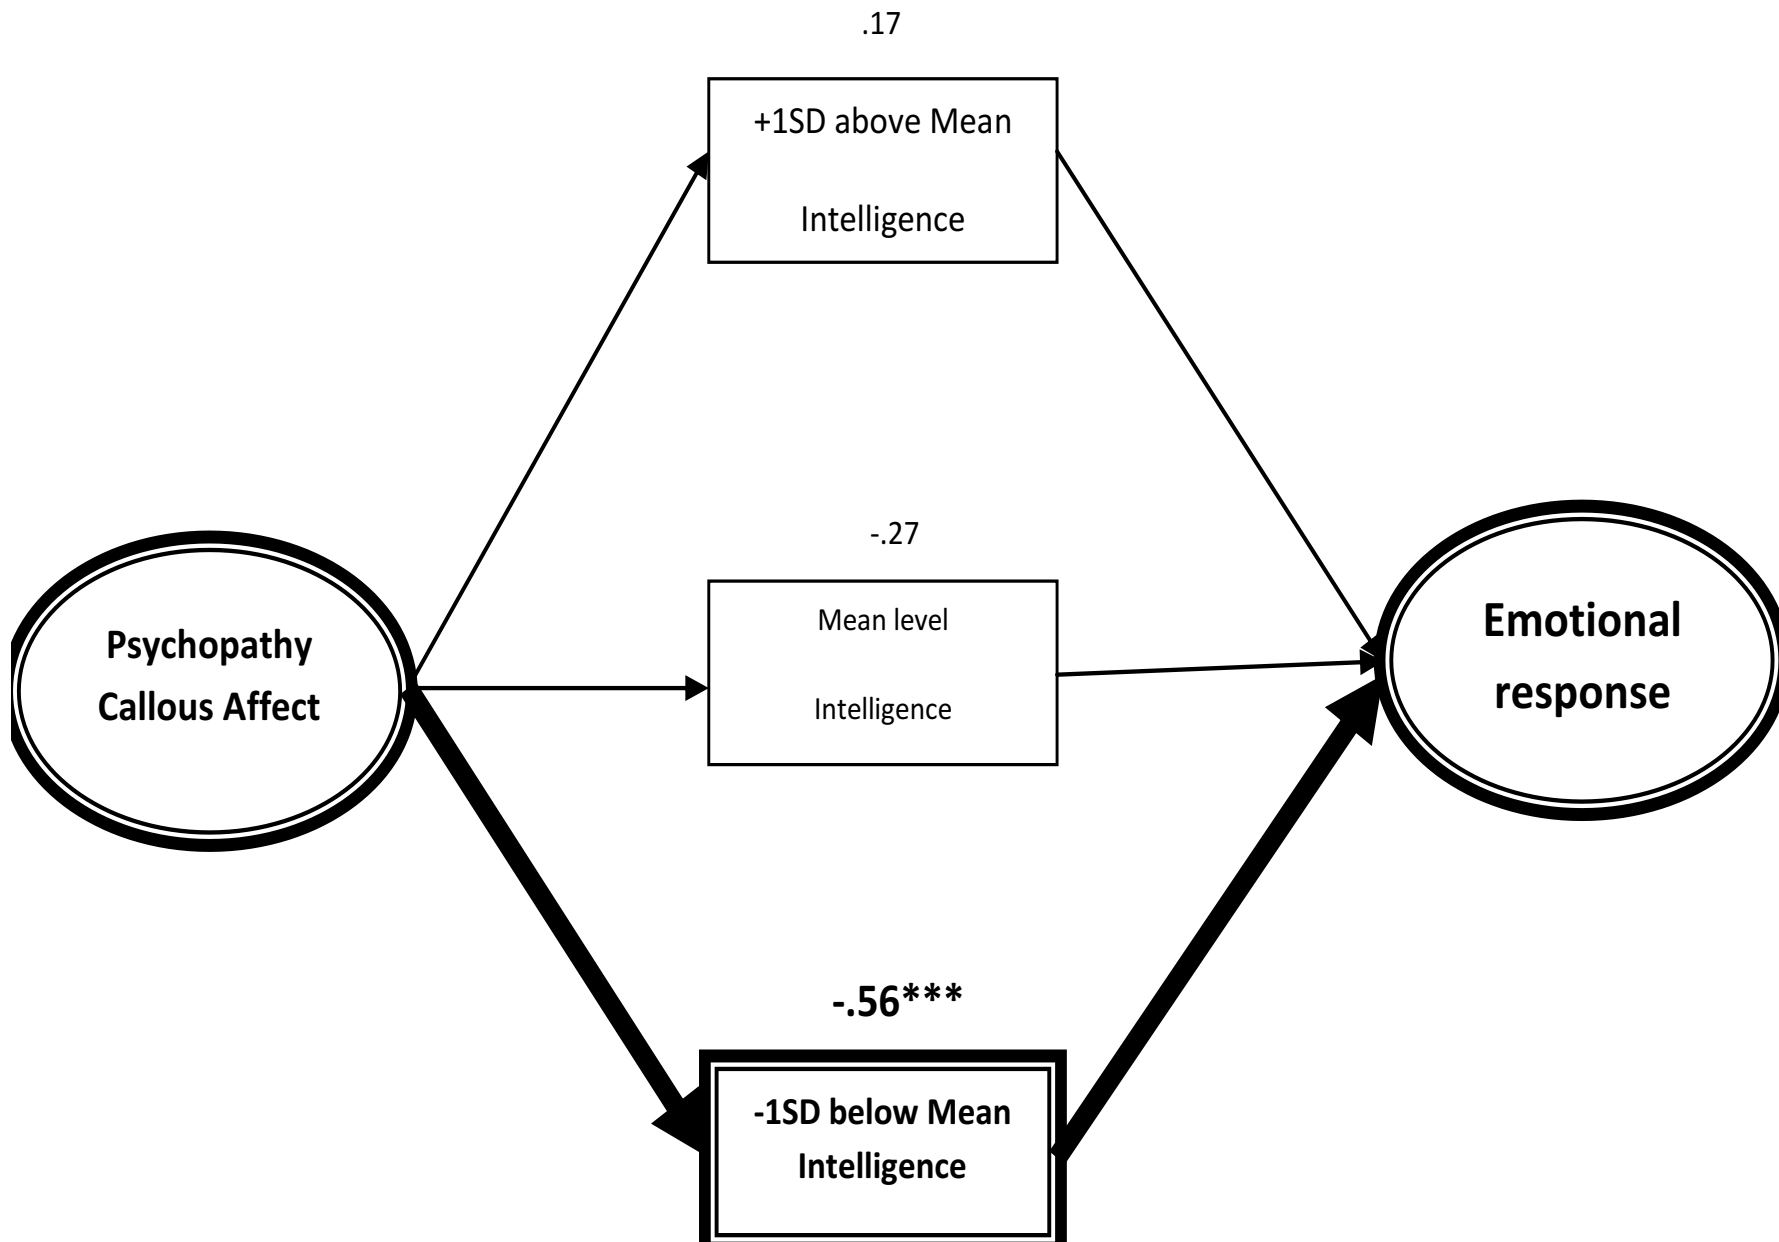 .17
+1SD above Mean
Intelligence
-.27
Mean level
Intelligence
Psychopathy
Callous Affect
Emotional
response
-.56***
-1SD below Mean
Intelligence